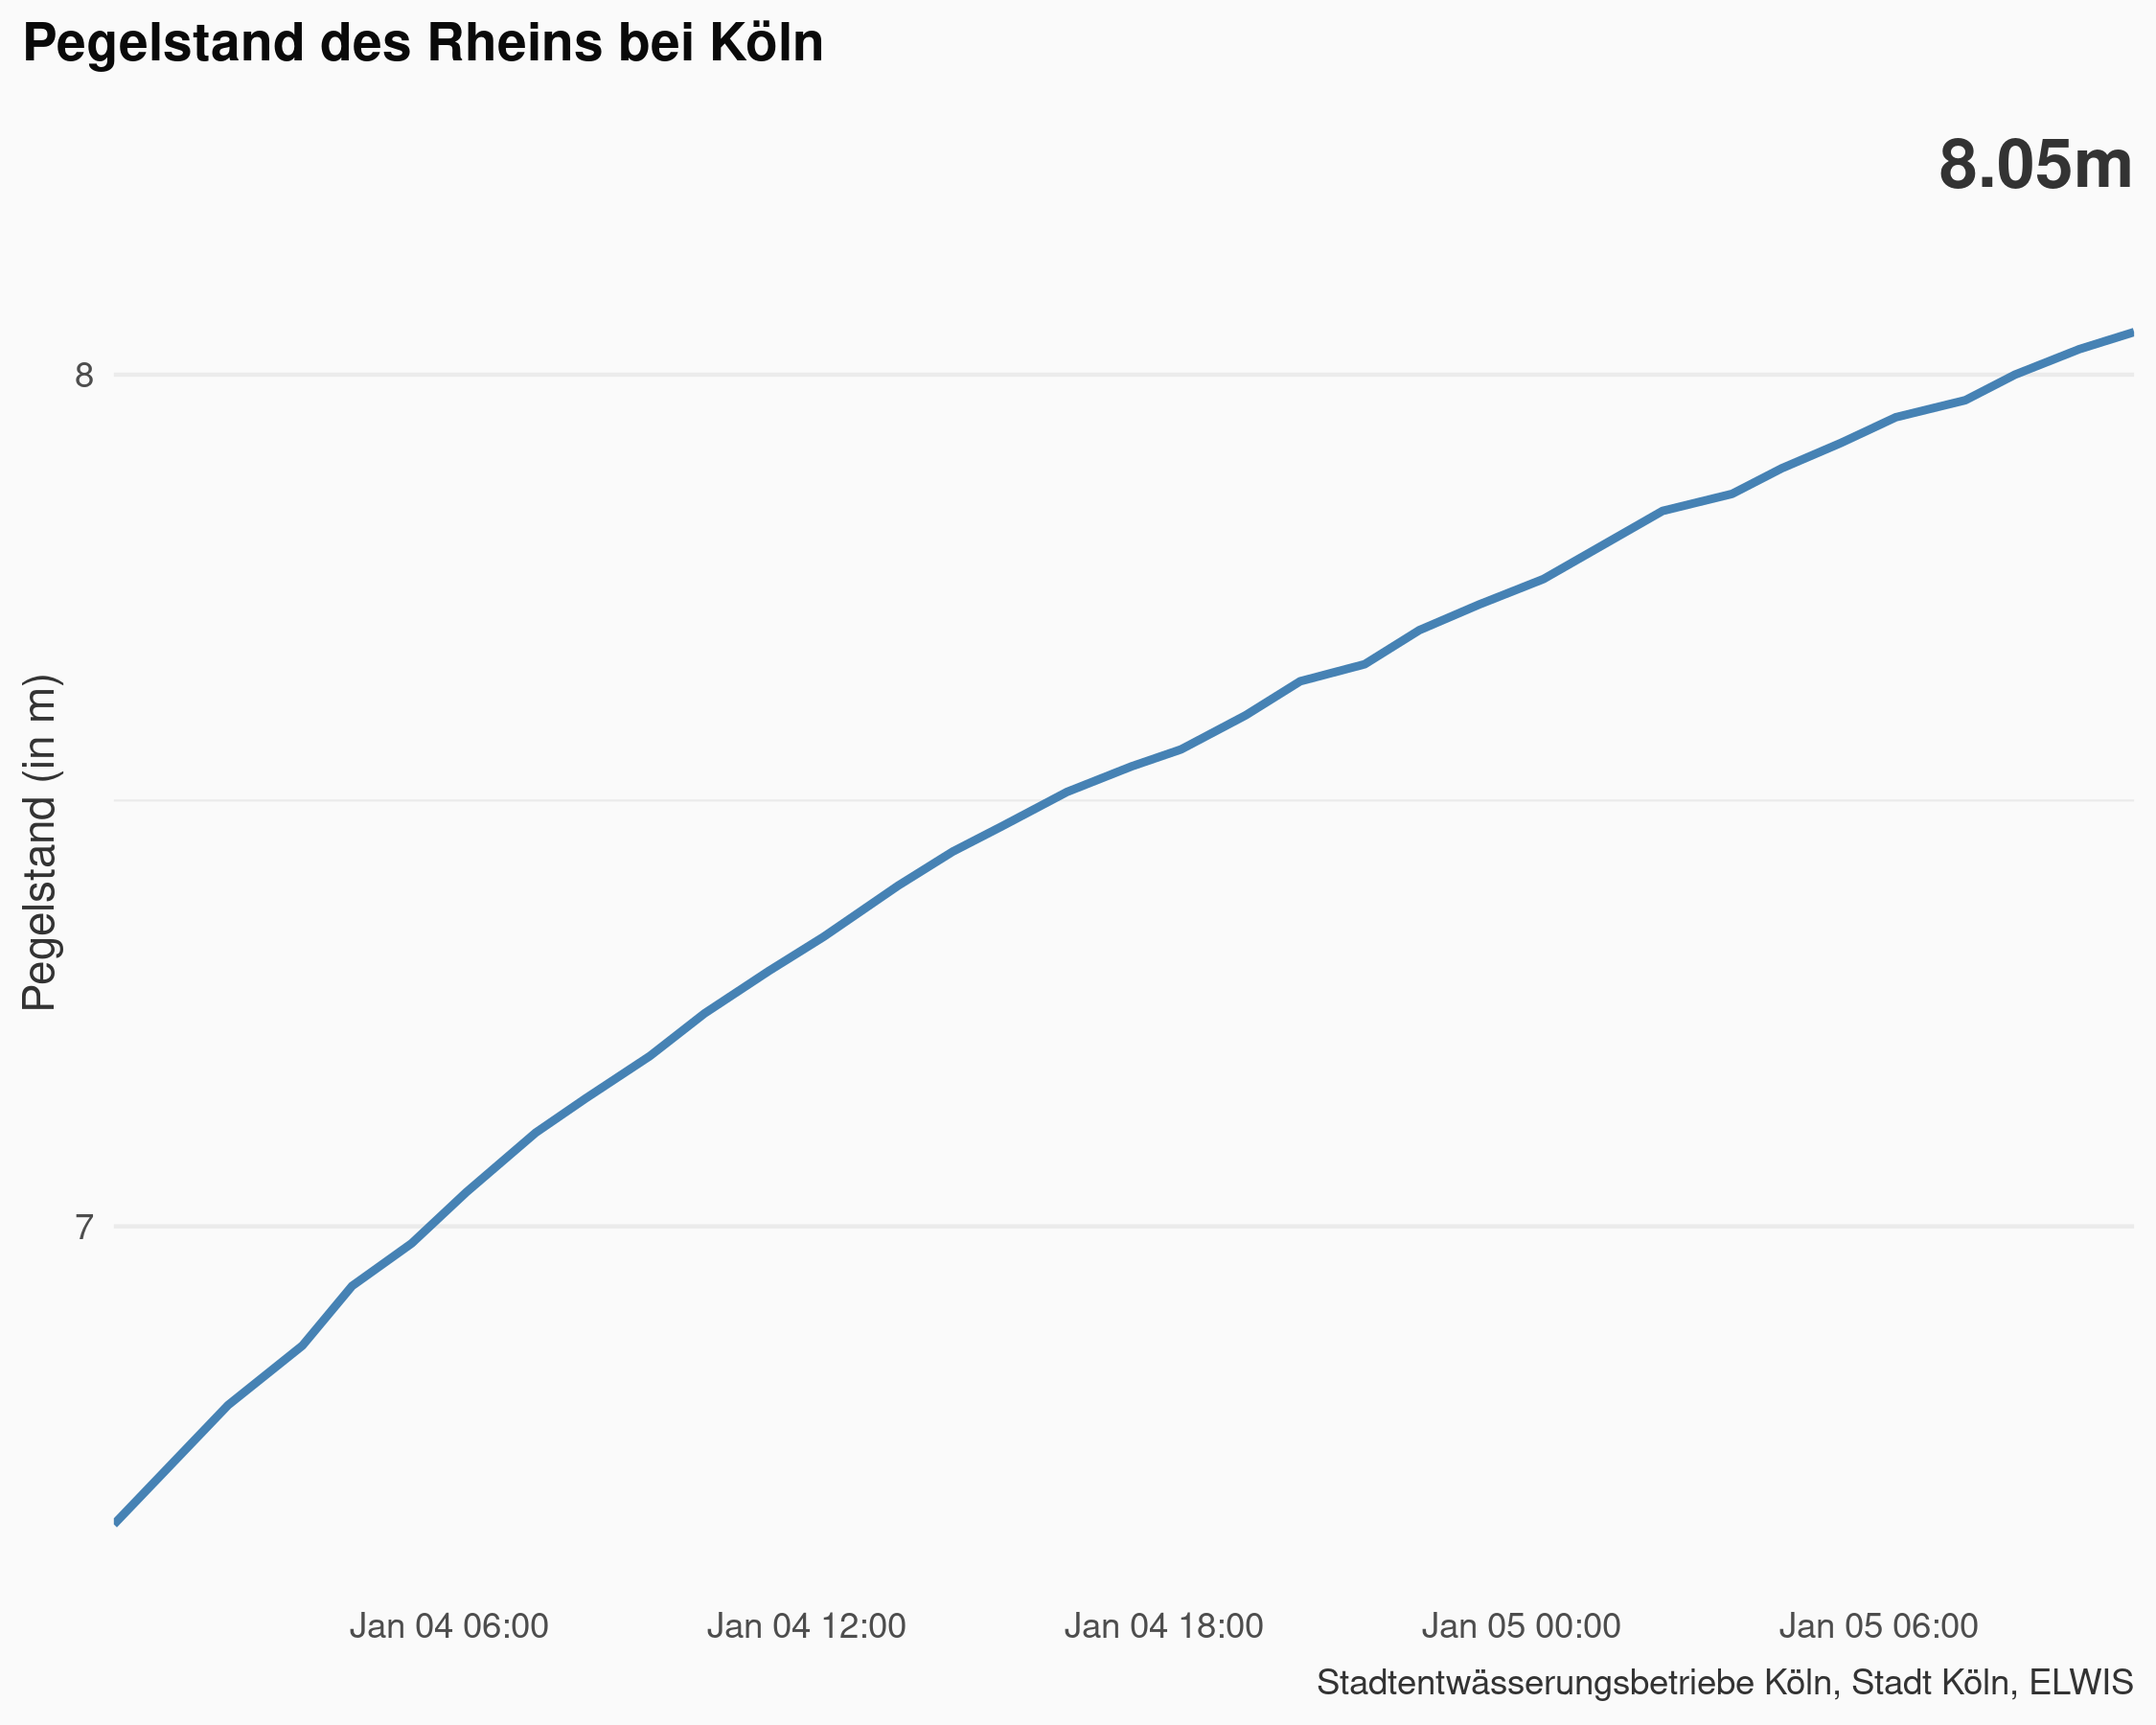 Pegelstand des Rheins bei Köln
8.05m
Pegelstand (in m)
8
7
Jan 04 06:00
Jan 04 12:00
Jan 04 18:00
Jan 05 00:00
Jan 05 06:00
Stadtentwässerungsbetriebe Köln, Stadt Köln, ELWIS